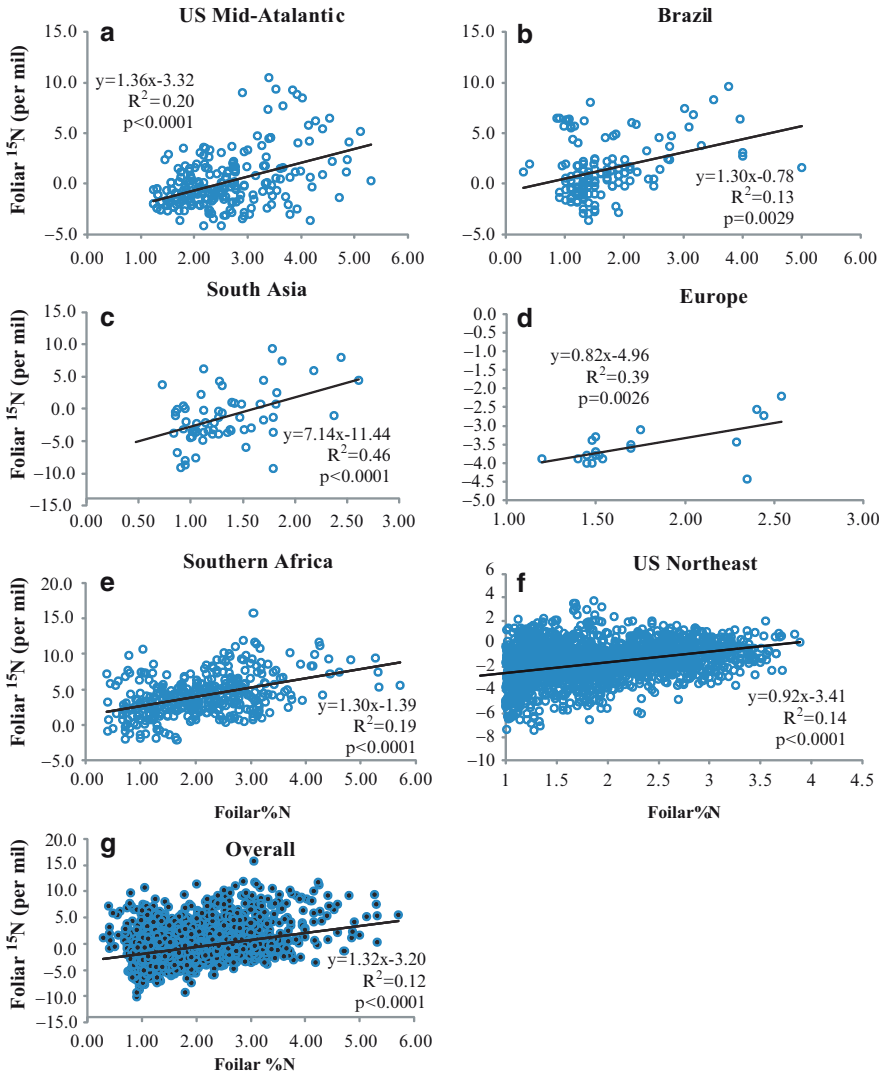 US Mid-Atalantic
a
Foliar ¹⁵N (per mil)
15.0
10.0
5.0
0.0
−5.0
y=1.36x-3.32
R²=0.20
p<0.0001
0.00 1.00 2.00 3.00 4.00 5.00 6.00
Brazil
b
15.0
10.0
5.0
0.0
−5.0
y=1.30x-0.78
R²=0.13
p=0.0029
0.00 1.00 2.00 3.00 4.00 5.00 6.00
South Asia
c
Foliar ¹⁵N (per mil)
15.0
10.0
5.0
0.0
−5.0
−10.0
−15.0
y=7.14x-11.44
R²=0.46
p<0.0001
0.00 0.50 1.00 1.50 2.00 2.50 3.00
Europe
d
0.0
−0.5
−1.0
−1.5
−2.0
−2.5
−3.0
−3.5
−4.0
−4.5
−5.0
y=0.82x-4.96
R²=0.39
p=0.0026
1.00 1.50 2.00 2.50 3.00
Southern Africa
e
Foliar ¹⁵N (per mil)
20.0
15.0
10.0
5.0
0.0
−5.0
y=1.30x-1.39
R²=0.19
p<0.0001
0.00 1.00 2.00 3.00 4.00 5.00 6.00
Foilar%N
US Northeast
f
6
4
2
0
−2
−4
−6
−8
−10
y=0.92x-3.41
R²=0.14
p<0.0001
1 1.5 2 2.5 3 3.5 4 4.5
Foilar%N
g
Overall
Foliar ¹⁵N (per mil)
20.0
15.0
10.0
5.0
0.0
−5.0
−10.0
−15.0
y=1.32x-3.20
R²=0.12
p<0.0001
0.00 1.00 2.00 3.00 4.00 5.00 6.00
Foilar %N